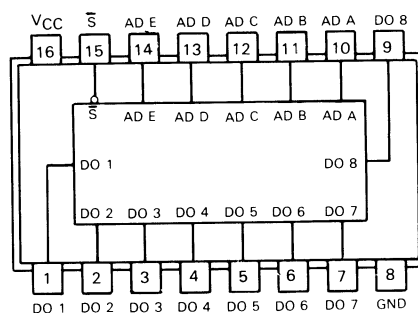 VCC S̅ AD E AD D AD C AD B AD A DO 8
16 15 14 13 12 11 10 9
S̅ AD E AD D AD C AD B AD A
DO 1 DO 8
DO 2 DO 3 DO 4 DO 5 DO 6 DO 7
1 2 3 4 5 6 7 8
DO 1 DO 2 DO 3 DO 4 DO 5 DO 6 DO 7 GND